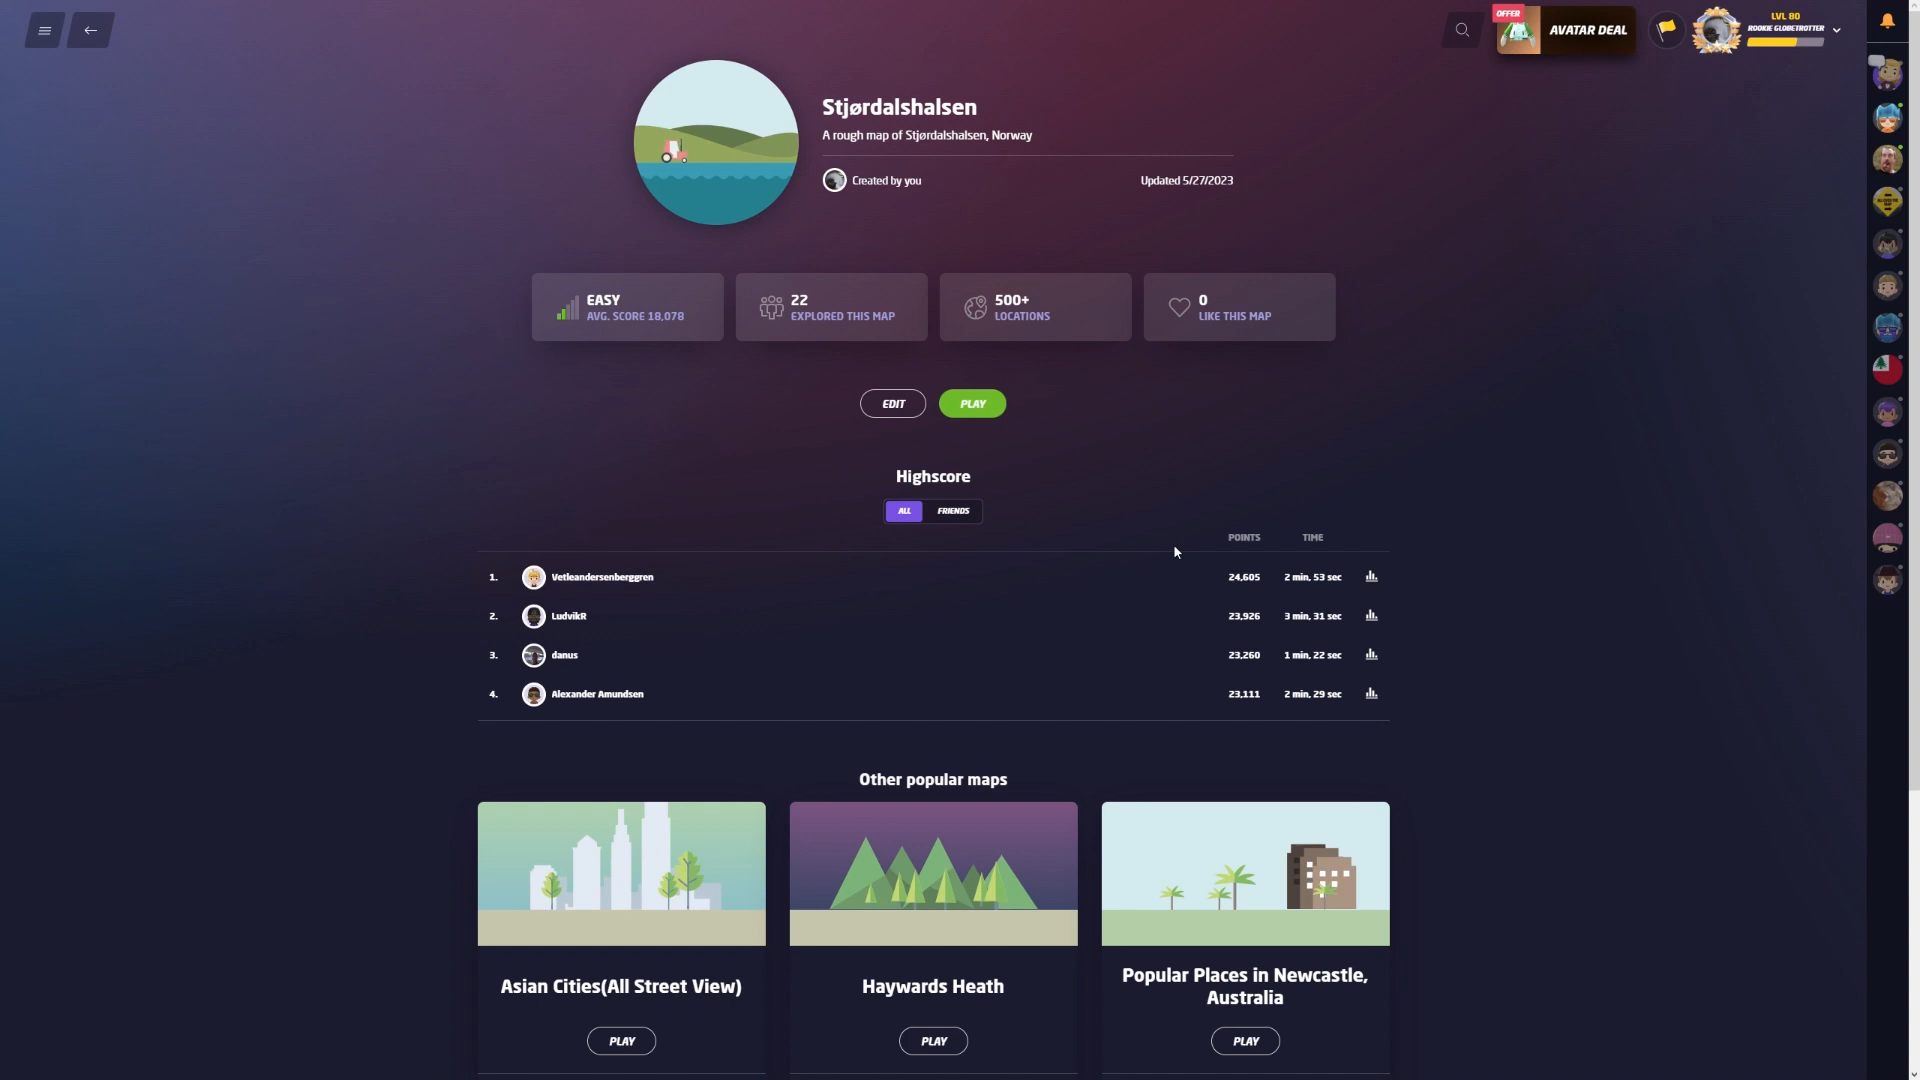 OFFER
AVATAR DEAL
LVL 80
ROOKIE GLOBETROTTER
Stjørdalshalsen
A rough map of Stjørdalshalsen, Norway
Created by you
Updated 5/27/2023
EASY
AVG. SCORE 18,078
22
EXPLORED THIS MAP
500+
LOCATIONS
0
LIKE THIS MAP
EDIT
PLAY
Highscore
ALL
FRIENDS
POINTS
TIME
1.
Vetleandersenberggren
24,605
2 min, 53 sec
2.
LudvikR
23,926
3 min, 31 sec
3.
danus
23,260
1 min, 22 sec
4.
Alexander Amundsen
23,111
2 min, 29 sec
Other popular maps
Asian Cities(All Street View)
PLAY
Haywards Heath
PLAY
Popular Places in Newcastle,
Australia
PLAY